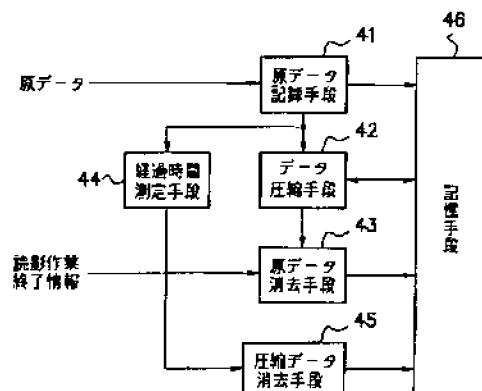 41
46
原データ
原データ
記録手段
42
44
経過時間
測定手段
データ
圧縮手段
記憶手段
43
読影作業
終了情報
原データ
消去手段
45
圧縮データ
消去手段